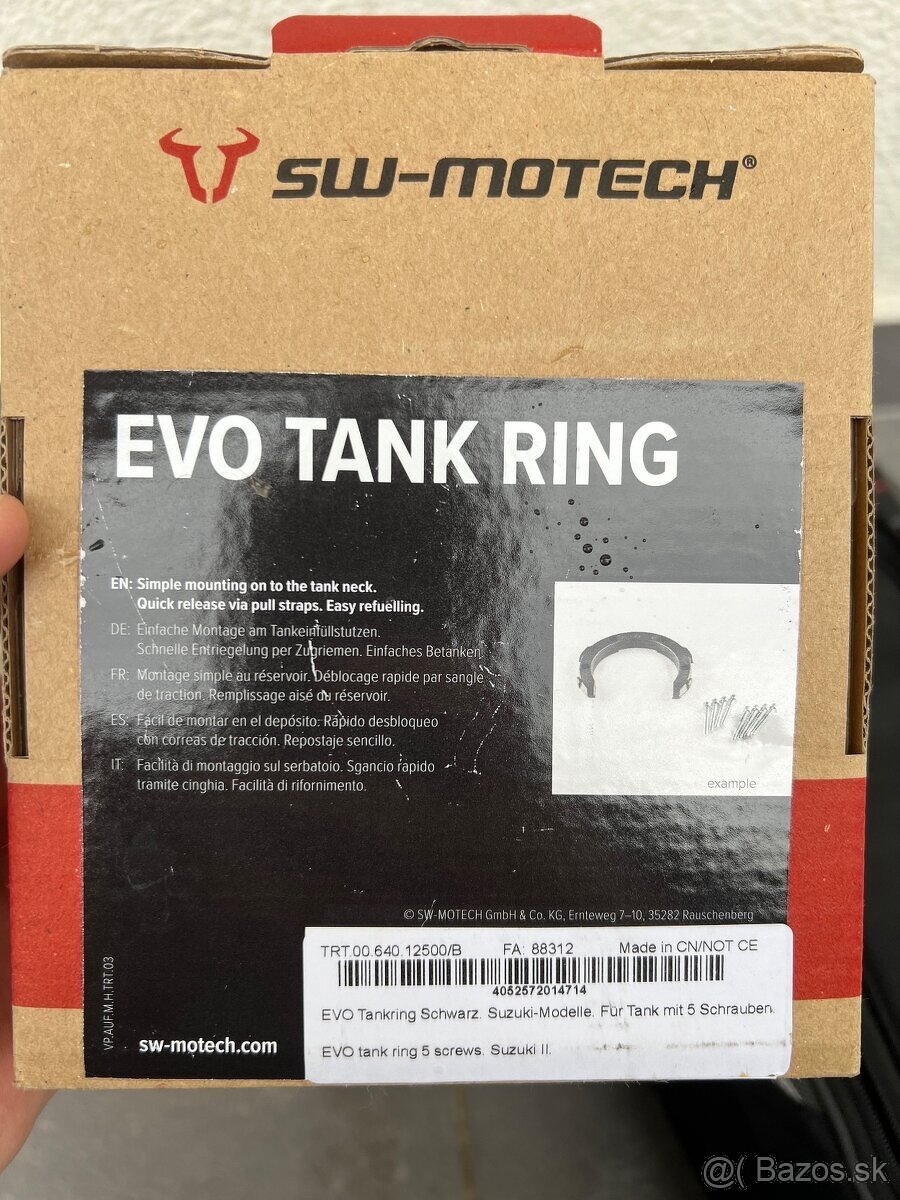 SW-MOTECH®
EVO TANK RING
EN: Simple mounting on to the tank neck.
Quick release via pull straps. Easy refuelling.
DE: Einfache Montage am Tankeinfüllstutzen.
Schnelle Entriegelung per Zugriemen. Einfaches Betanken.
FR: Montage simple au réservoir. Déblocage rapide par sangle
de traction. Remplissage aisé du réservoir.
ES: Fácil de montar en el depósito. Rápido desbloqueo
con correas de tracción. Repostaje sencillo.
IT: Facilità di montaggio sul serbatoio. Sgancio rapido
tramite cinghia. Facilità di rifornimento.
example
© SW-MOTECH GmbH & Co. KG, Ernteweg 7–10, 35282 Rauschenberg
TRT.00.640.12500/B FA: 88312 Made in CN/NOT CE
4052572014714
EVO Tankring Schwarz. Suzuki-Modelle. Für Tank mit 5 Schrauben.
EVO tank ring 5 screws. Suzuki II.
VP.AUF.M.H.TRT.03
sw-motech.com
@( Bazos.sk